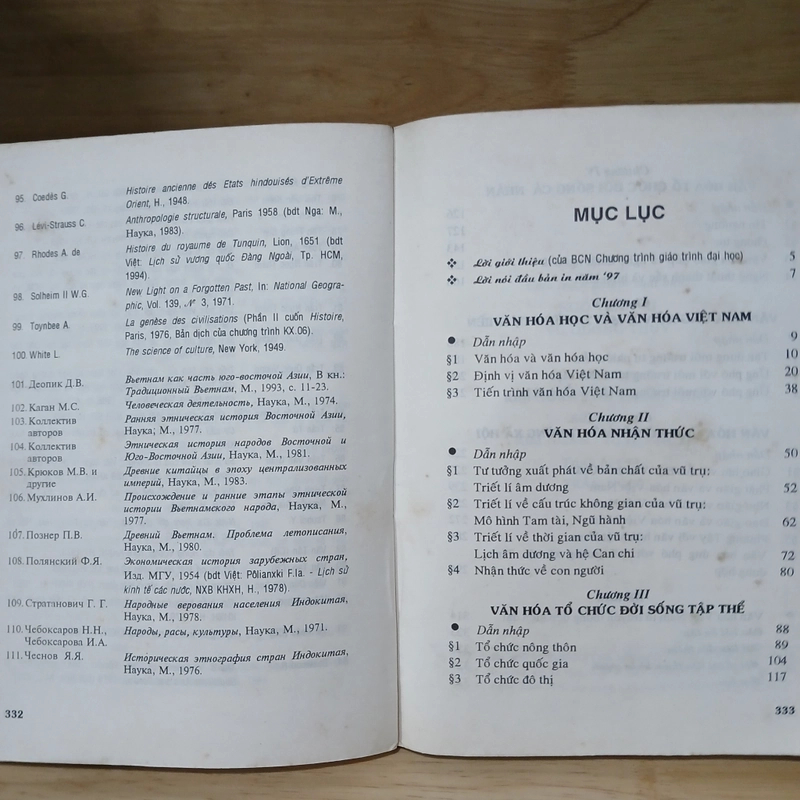 95. Coedès G. Histoire ancienne dés Etats hindouisés d'Extrême
Orient, H., 1948.
96. Lévi-Strauss C. Anthropologie structurale, Paris 1958 (bdt Nga: M.,
Наука, 1983).
97. Rhodes A. de Histoire du royaume de Tunquin, Lion, 1651 (bdt
Việt: Lịch sử vương quốc Đàng Ngoài, Tp. HCM,
1994).
98. Solheim II W.G. New Light on a Forgotten Past, In: National Geogra-
phic, Vol. 139, № 3, 1971.
99. Toynbee A. La genèse des civilisations (Phần II cuốn Histoire,
Paris, 1976, Bản dịch của chương trình KX.06).
100. White L. The science of culture, New York, 1949.
101. Деопик Д.В. Вьетнам как часть юго-восточной Азии, В кн.:
Традиционный Вьетнам, М., 1993, с. 11-23.
102. Каган М.С. Человеческая деятельность, Наука, М., 1974.
103. Коллектив авторов Ранняя этническая история Восточной Азии,
Наука, М., 1977.
104. Коллектив авторов Этническая история народов Восточной и
Юго-Восточной Азии, Наука, М., 1981.
105. Крюков М.В. и другие Древние китайцы в эпоху централизованных
империй, Наука, М., 1983.
106. Мухлинов А.И. Происхождение и ранние этапы этнической
истории Вьетнамского народа, Наука, М.,
1977.
107. Познер П.В. Древний Вьетнам. Проблема летописания,
Наука, М., 1980.
108. Полянский Ф.Я. Экономическая история зарубежных стран,
Изд. МГУ, 1954 (bdt Việt: Pôlianxki F.Ia. - Lịch sử
kinh tế các nước, NXB KHXH, H., 1978).
109. Стратанович Г. Г. Народные верования населения Индокитая,
Наука, М., 1978.
110. Чебоксаров Н.Н., Чебоксарова И.А. Народы, расы, культуры, Наука, М., 1971.
111. Чеснов Я.Я. Историческая этнография стран Индокитая,
Наука, М., 1976.
332
MỤC LỤC
❖ Lời giới thiệu (của BCN Chương trình giáo trình đại học) 5
❖ Lời nói đầu bản in năm '97 7
Chương I
VĂN HÓA HỌC VÀ VĂN HÓA VIỆT NAM
● Dẫn nhập 9
§1 Văn hóa và văn hóa học 10
§2 Định vị văn hóa Việt Nam 20
§3 Tiến trình văn hóa Việt Nam 38
Chương II
VĂN HÓA NHẬN THỨC
● Dẫn nhập 50
§1 Tư tưởng xuất phát về bản chất của vũ trụ:
Triết lí âm dương 52
§2 Triết lí về cấu trúc không gian của vũ trụ:
Mô hình Tam tài, Ngũ hành 62
§3 Triết lí về thời gian của vũ trụ:
Lịch âm dương và hệ Can chi 72
§4 Nhận thức về con người 80
Chương III
VĂN HÓA TỔ CHỨC ĐỜI SỐNG TẬP THỂ
● Dẫn nhập 88
§1 Tổ chức nông thôn 89
§2 Tổ chức quốc gia 104
§3 Tổ chức đô thị 117
333